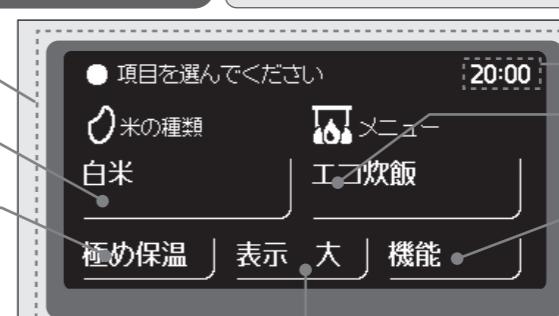 ● 項目を選んでください 20:00
米の種類 メニュー
白米 エコ炊飯
極め保温 表示 大 機能